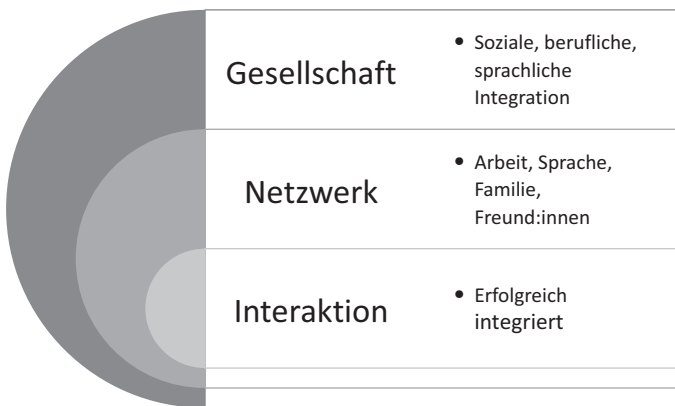 Gesellschaft
• Soziale, berufliche,
sprachliche
Integration
Netzwerk
• Arbeit, Sprache,
Familie,
Freund:innen
Interaktion
• Erfolgreich
integriert